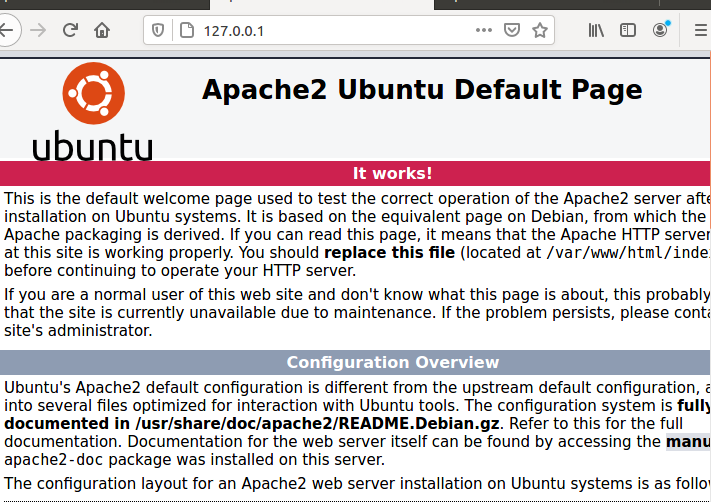 127.0.0.1
Apache2 Ubuntu Default Page
ubuntu
It works!
This is the default welcome page used to test the correct operation of the Apache2 server afte
installation on Ubuntu systems. It is based on the equivalent page on Debian, from which the
Apache packaging is derived. If you can read this page, it means that the Apache HTTP server
at this site is working properly. You should replace this file (located at /var/www/html/inde
before continuing to operate your HTTP server.
If you are a normal user of this web site and don't know what this page is about, this probably
that the site is currently unavailable due to maintenance. If the problem persists, please conta
site's administrator.
Configuration Overview
Ubuntu's Apache2 default configuration is different from the upstream default configuration, a
into several files optimized for interaction with Ubuntu tools. The configuration system is fully
documented in /usr/share/doc/apache2/README.Debian.gz. Refer to this for the full
documentation. Documentation for the web server itself can be found by accessing the manu
apache2-doc package was installed on this server.
The configuration layout for an Apache2 web server installation on Ubuntu systems is as follo